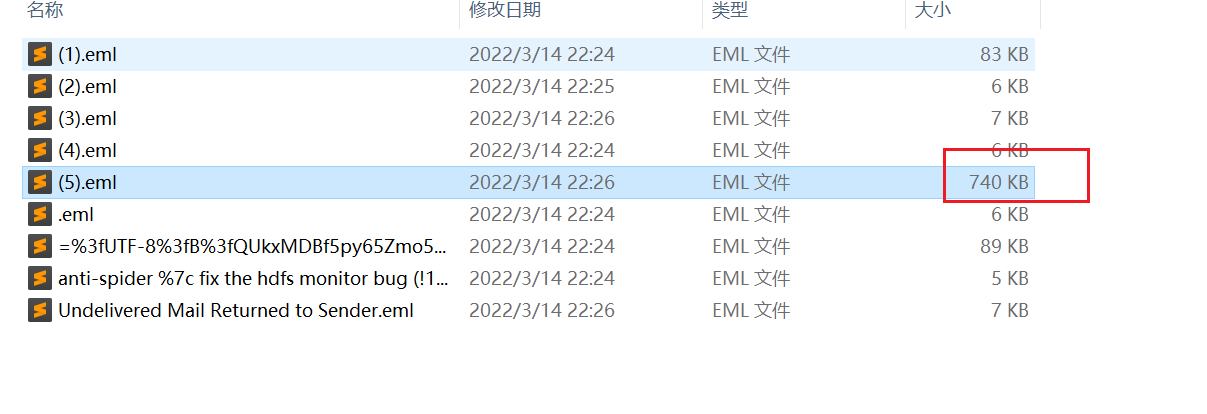 名称 修改日期 类型 大小
(1).eml 2022/3/14 22:24 EML 文件 83 KB
(2).eml 2022/3/14 22:25 EML 文件 6 KB
(3).eml 2022/3/14 22:26 EML 文件 7 KB
(4).eml 2022/3/14 22:24 EML 文件 6 KB
(5).eml 2022/3/14 22:26 EML 文件 740 KB
.eml 2022/3/14 22:24 EML 文件 6 KB
=%3fUTF-8%3fB%3fQUkxMDBf5py65Zmo5... 2022/3/14 22:24 EML 文件 89 KB
anti-spider %7c fix the hdfs monitor bug (!1... 2022/3/14 22:24 EML 文件 5 KB
Undelivered Mail Returned to Sender.eml 2022/3/14 22:26 EML 文件 7 KB